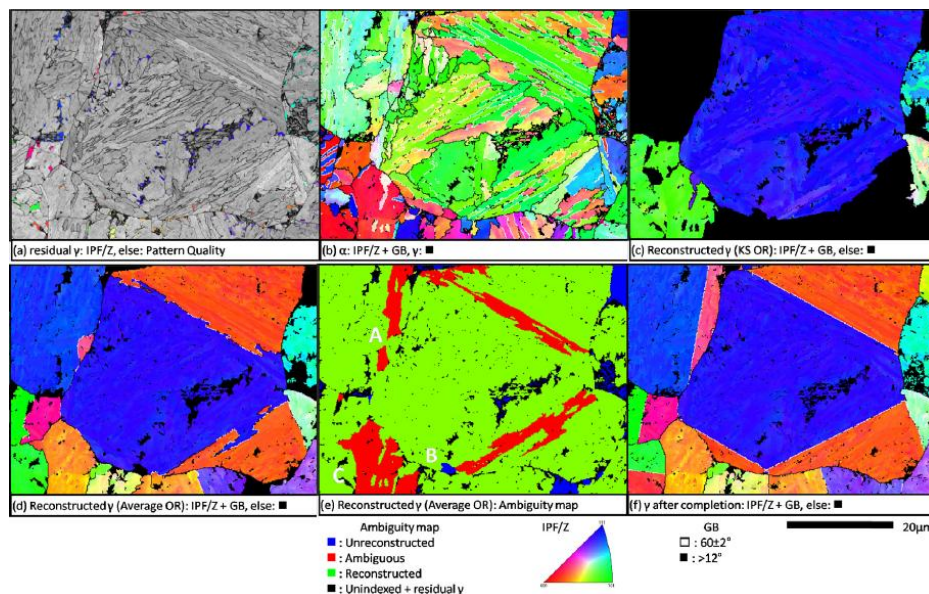 (a) residual γ: IPF/Z, else: Pattern Quality
(b) α: IPF/Z + GB, γ: ■
(c) Reconstructed γ (KS OR): IPF/Z + GB, else: ■
A
B
C
(d) Reconstructed γ (Average OR): IPF/Z + GB, else: ■
(e) Reconstructed γ (Average OR): Ambiguity map
(f) γ after completion: IPF/Z + GB, else: ■
Ambiguity map
■ : Unreconstructed
■ : Ambiguous
■ : Reconstructed
■ : Unindexed + residual γ
IPF/Z
GB
□ : 60±2°
■ : >12°
20μm